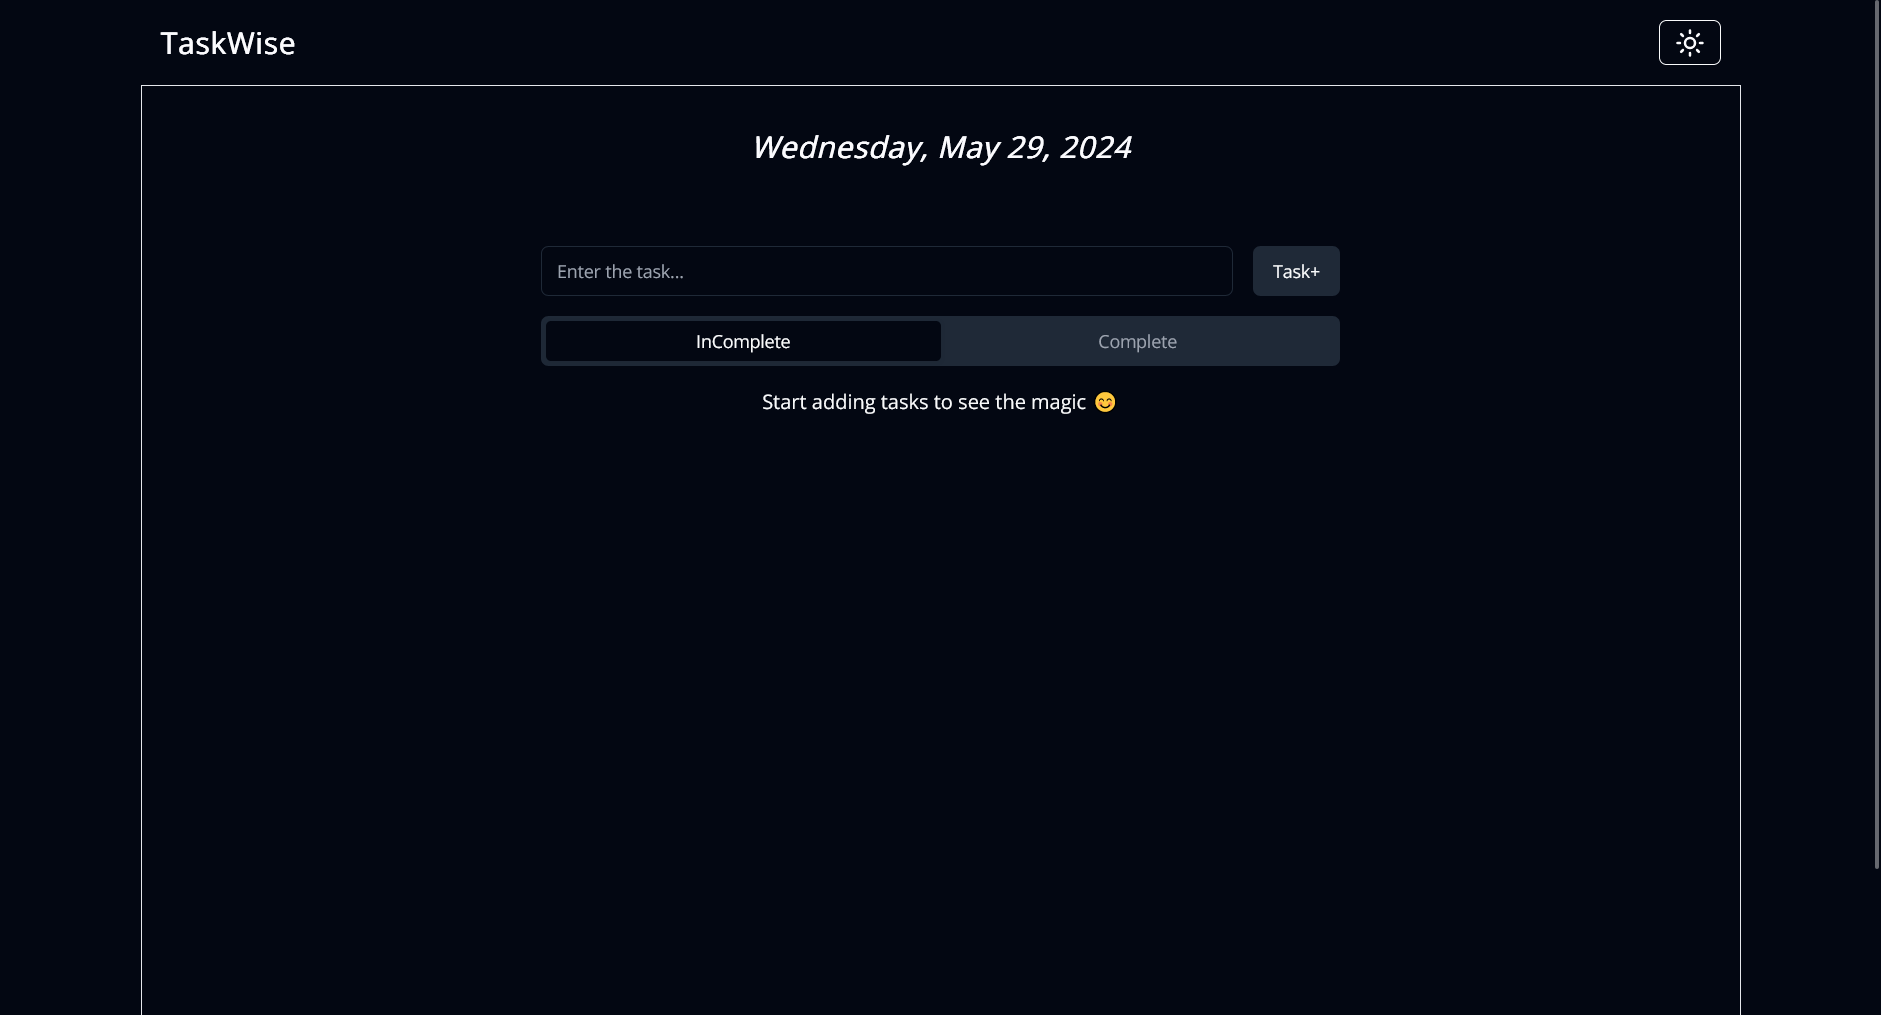 TaskWise
Wednesday, May 29, 2024
Enter the task...
Task+
InComplete
Complete
Start adding tasks to see the magic 😊